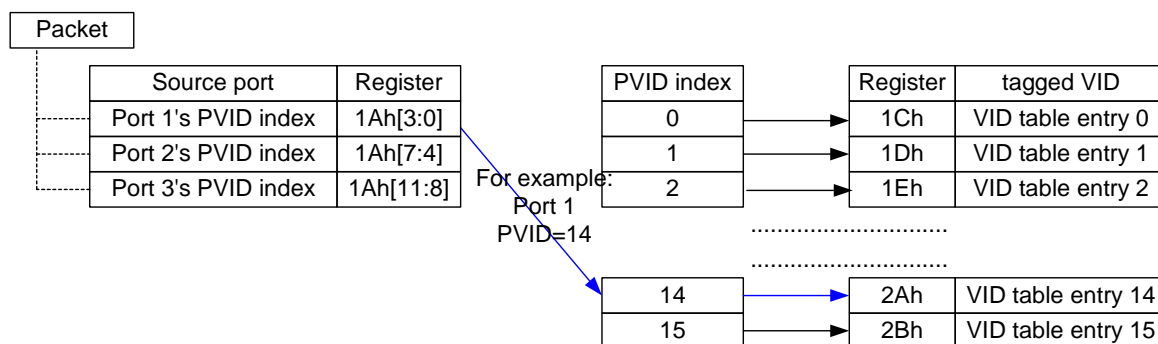 Packet
Source port Register
Port 1's PVID index 1Ah[3:0]
Port 2's PVID index 1Ah[7:4]
Port 3's PVID index 1Ah[11:8]
For example:
Port 1
PVID=14
PVID index
0
1
2
14
15
Register tagged VID
1Ch VID table entry 0
1Dh VID table entry 1
1Eh VID table entry 2
..............................
..............................
2Ah VID table entry 14
2Bh VID table entry 15